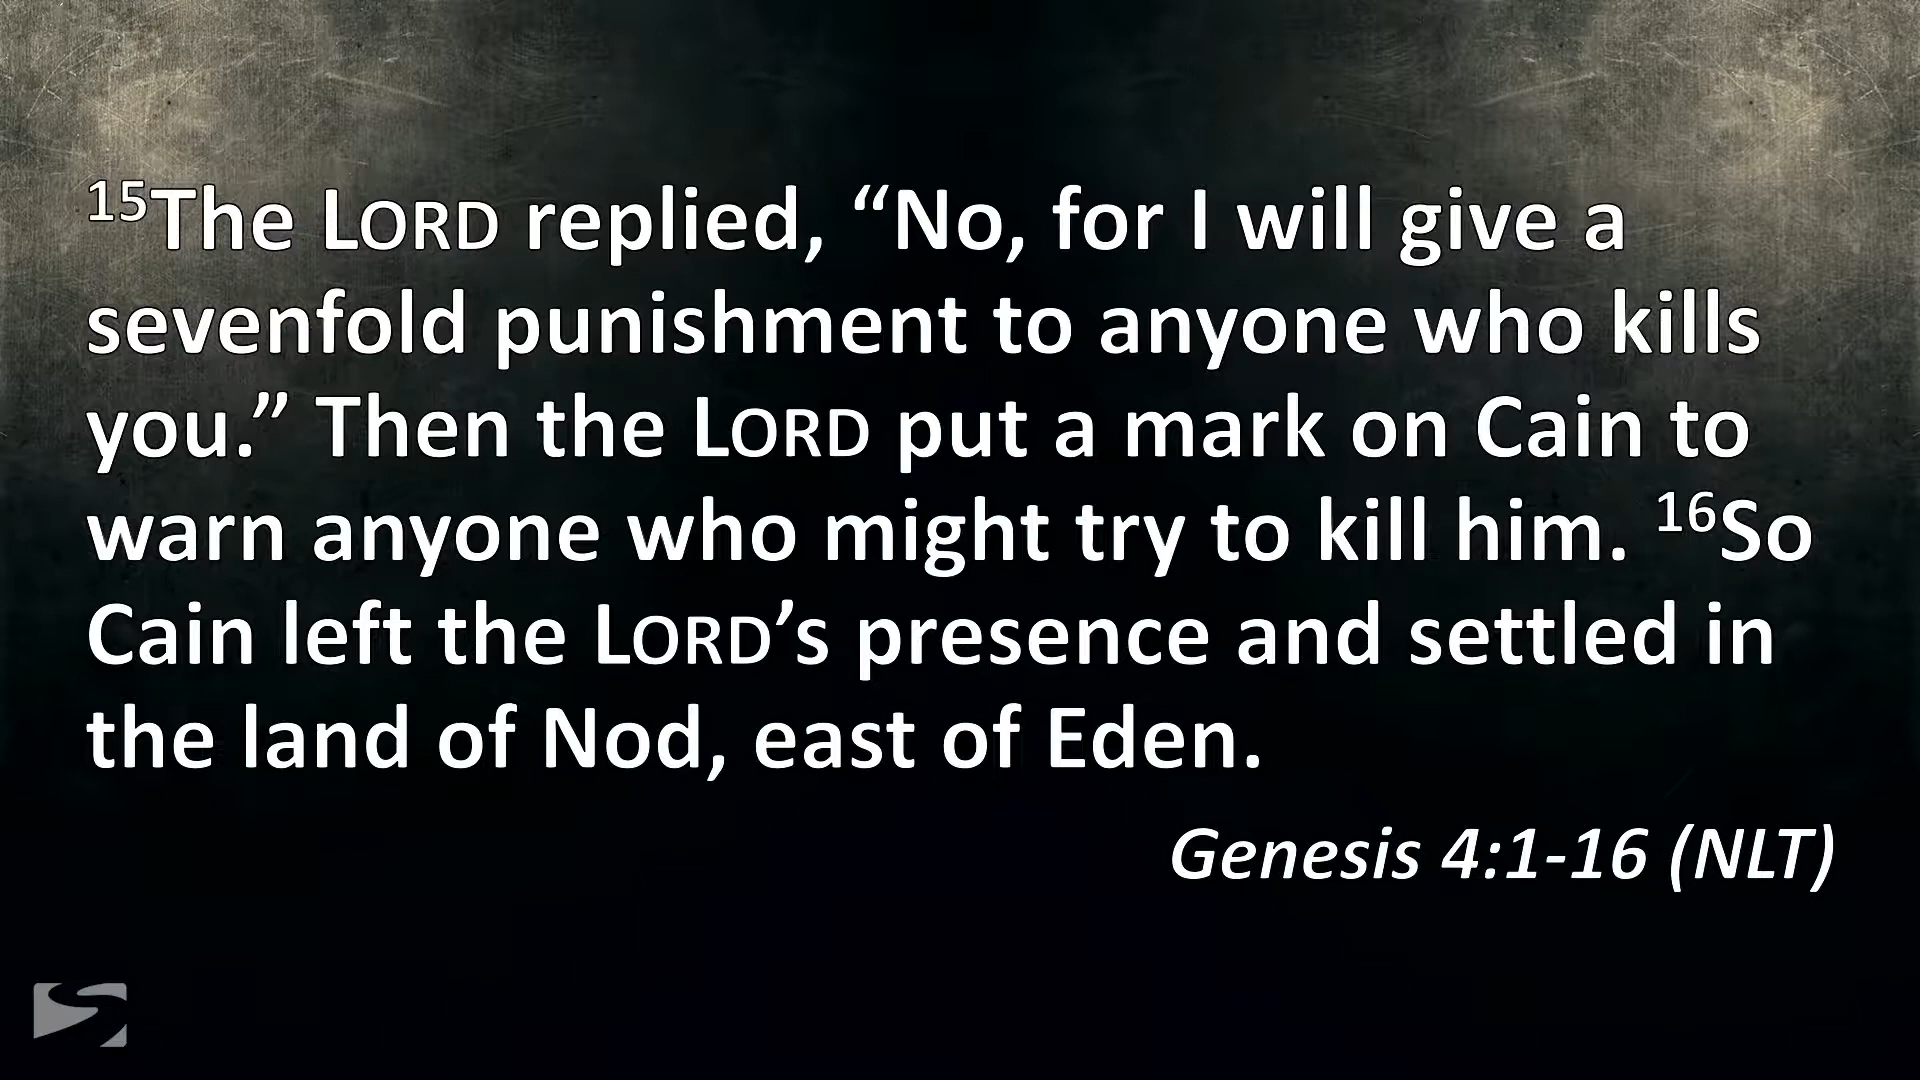 ¹⁵The LORD replied, “No, for I will give a
sevenfold punishment to anyone who kills
you.” Then the LORD put a mark on Cain to
warn anyone who might try to kill him. ¹⁶So
Cain left the LORD’s presence and settled in
the land of Nod, east of Eden.
Genesis 4:1-16 (NLT)